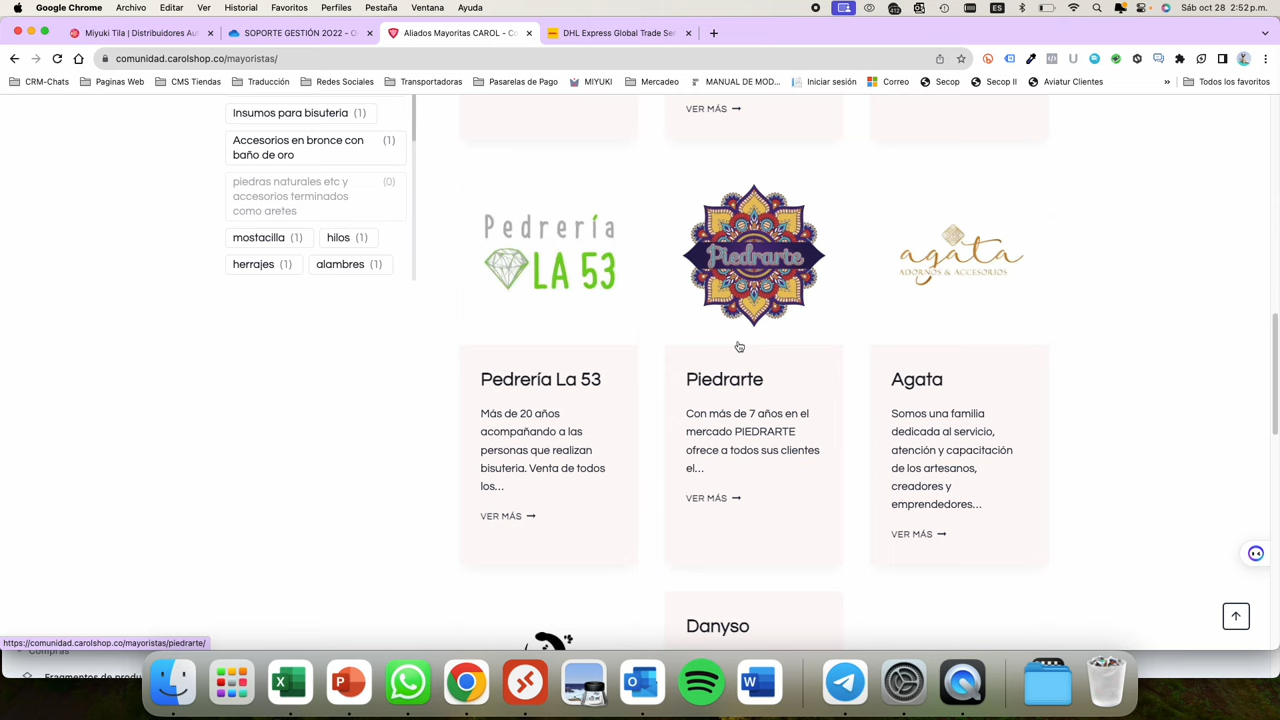 Google Chrome Archivo Editar Ver Historial Favoritos Perfiles Pestaña Ventana Ayuda Sáb oct 28 2:52 p.m.
Miyuki Tila | Distribuidores Au SOPORTE GESTIÓN 2022 - O Aliados Mayoritas CAROL - Co DHL Express Global Trade Se
comunidad.carolshop.co/mayoristas/
CRM-Chats Paginas Web CMS Tiendas Traducción Redes Sociales Transportadoras Pasarelas de Pago MIYUKI Mercadeo MANUAL DE MOD... Iniciar sesión Correo Secop Secop II Aviatur Clientes » Todos los favoritos
Insumos para bisuteria (1)
Accesorios en bronce con (1)
baño de oro
piedras naturales etc y (0)
accesorios terminados
como aretes
mostacilla (1) hilos (1)
herrajes (1) alambres (1)
VER MÁS
Pedrería
LA 53
Piedrarte
agata
ADORNOS & ACCESORIOS
Pedrería La 53
Más de 20 años
acompañando a las
personas que realizan
bisuteria. Venta de todos
los...
VER MÁS
Piedrarte
Con más de 7 años en el
mercado PIEDRARTE
ofrece a todos sus clientes
el...
VER MÁS
Agata
Somos una familia
dedicada al servicio,
atención y capacitación
de los artesanos,
creadores y
emprendedores...
VER MÁS
Danyso
https://comunidad.carolshop.co/mayoristas/piedrarte/
Compras
Fragmentos de produ